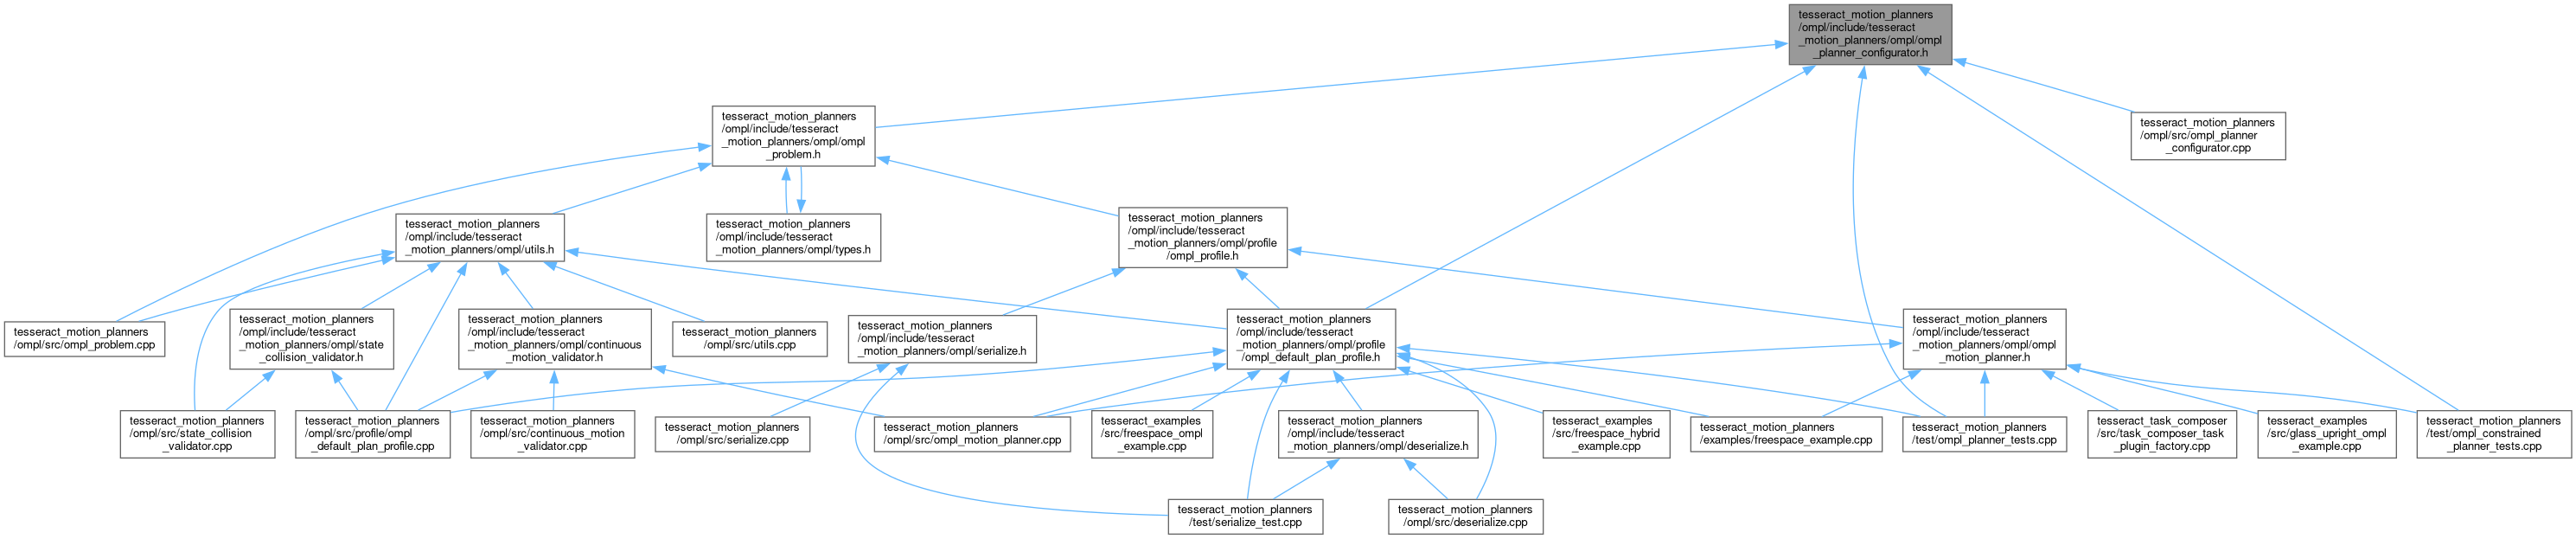 tesseract_motion_planners
/ompl/include/tesseract
_motion_planners/ompl/ompl
_planner_configurator.h
tesseract_motion_planners
/ompl/include/tesseract
_motion_planners/ompl/ompl
_problem.h
tesseract_motion_planners
/ompl/src/ompl_planner
_configurator.cpp
tesseract_motion_planners
/ompl/include/tesseract
_motion_planners/ompl/utils.h
tesseract_motion_planners
/ompl/include/tesseract
_motion_planners/ompl/types.h
tesseract_motion_planners
/ompl/include/tesseract
_motion_planners/ompl/profile
/ompl_profile.h
tesseract_motion_planners
/ompl/src/ompl_problem.cpp
tesseract_motion_planners
/ompl/include/tesseract
_motion_planners/ompl/state
_collision_validator.h
tesseract_motion_planners
/ompl/include/tesseract
_motion_planners/ompl/continuous
_motion_validator.h
tesseract_motion_planners
/ompl/src/utils.cpp
tesseract_motion_planners
/ompl/include/tesseract
_motion_planners/ompl/serialize.h
tesseract_motion_planners
/ompl/include/tesseract
_motion_planners/ompl/profile
/ompl_default_plan_profile.h
tesseract_motion_planners
/ompl/include/tesseract
_motion_planners/ompl/ompl
_motion_planner.h
tesseract_motion_planners
/ompl/src/state_collision
_validator.cpp
tesseract_motion_planners
/ompl/src/profile/ompl
_default_plan_profile.cpp
tesseract_motion_planners
/ompl/src/continuous_motion
_validator.cpp
tesseract_motion_planners
/ompl/src/serialize.cpp
tesseract_motion_planners
/ompl/src/ompl_motion_planner.cpp
tesseract_examples
/src/freespace_ompl
_example.cpp
tesseract_motion_planners
/ompl/include/tesseract
_motion_planners/ompl/deserialize.h
tesseract_examples
/src/freespace_hybrid
_example.cpp
tesseract_motion_planners
/examples/freespace_example.cpp
tesseract_motion_planners
/test/ompl_planner_tests.cpp
tesseract_task_composer
/src/task_composer_task
_plugin_factory.cpp
tesseract_examples
/src/glass_upright_ompl
_example.cpp
tesseract_motion_planners
/test/ompl_constrained
_planner_tests.cpp
tesseract_motion_planners
/test/serialize_test.cpp
tesseract_motion_planners
/ompl/src/deserialize.cpp